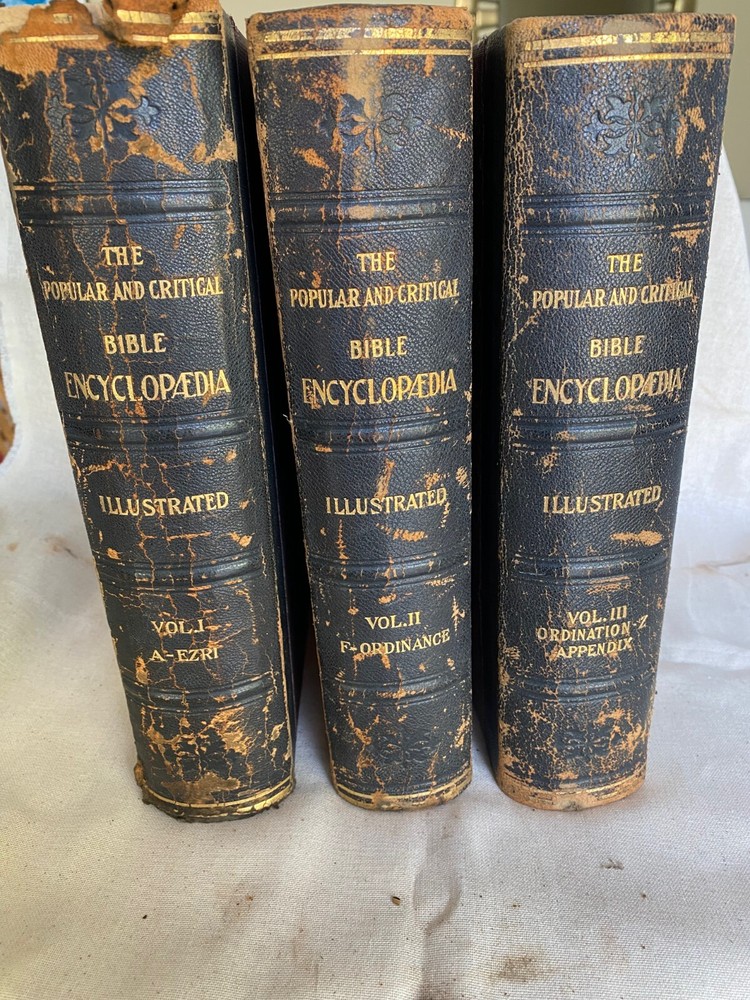 THE
POPULAR AND CRITICAL
BIBLE
ENCYCLOPÆDIA
ILLUSTRATED
VOL. I
A-EZRI
THE
POPULAR AND CRITICAL
BIBLE
ENCYCLOPÆDIA
ILLUSTRATED
VOL. II
F-ORDINANCE
THE
POPULAR AND CRITICAL
BIBLE
ENCYCLOPÆDIA
ILLUSTRATED
VOL. III
ORDINATION-Z
APPENDIX